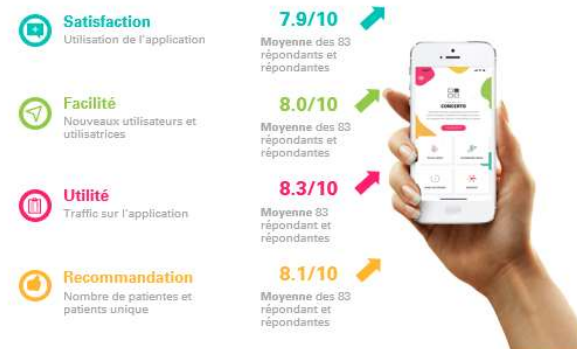 Satisfaction
Utilisation de l'application
7.9/10
Moyenne des 83
répondants et
répondantes
Facilité
Nouveaux utilisateurs et
utilisatrices
8.0/10
Moyenne des 83
répondants et
répondantes
Utilité
Traffic sur l'application
8.3/10
Moyenne 83
répondant et
répondantes
Recommandation
Nombre de patientes et
patients unique
8.1/10
Moyenne des 83
répondant et
répondantes
CONCERTO